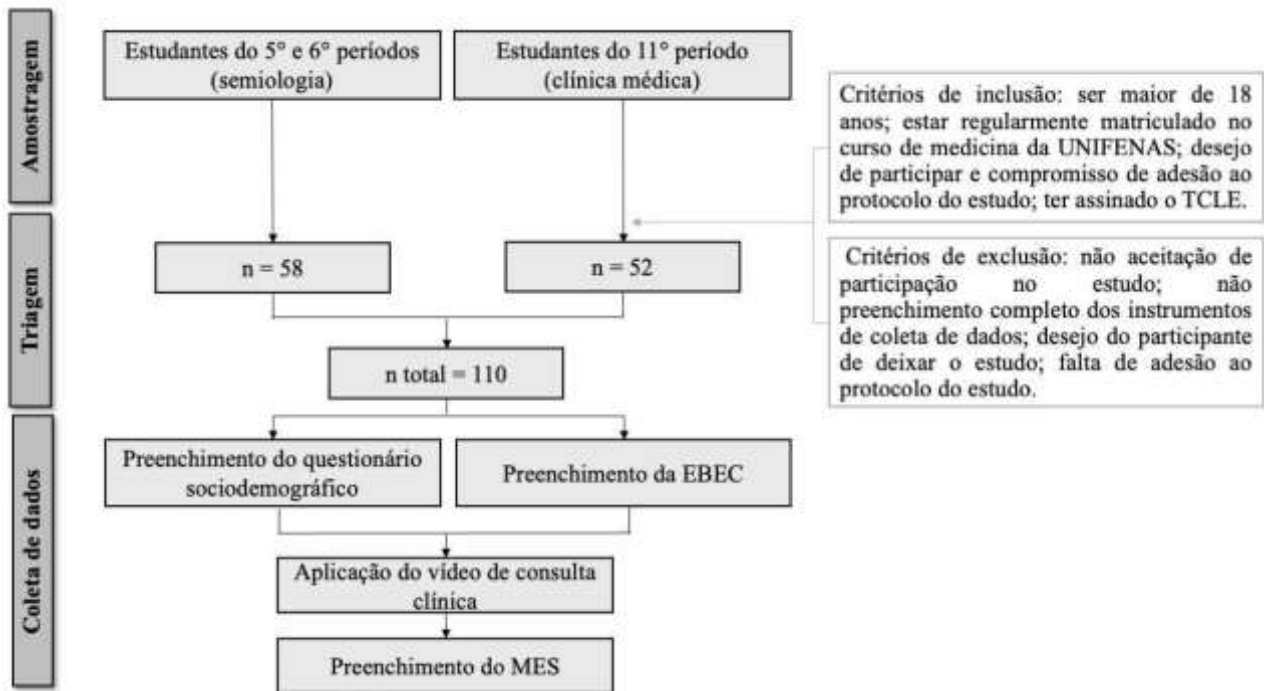 Amostragem
Estudantes do 5° e 6° períodos
(semiologia)
Estudantes do 11° período
(clínica médica)
Critérios de inclusão: ser maior de 18
anos; estar regularmente matriculado no
curso de medicina da UNIFENAS; desejo
de participar e compromisso de adesão ao
protocolo do estudo; ter assinado o TCLE.
Triagem
n = 58
n = 52
Critérios de exclusão: não aceitação de
participação no estudo; não
preenchimento completo dos instrumentos
de coleta de dados; desejo do participante
de deixar o estudo; falta de adesão ao
protocolo do estudo.
n total = 110
Coleta de dados
Preenchimento do questionário
sociodemográfico
Preenchimento da EBEC
Aplicação do vídeo de consulta
clínica
Preenchimento do MES